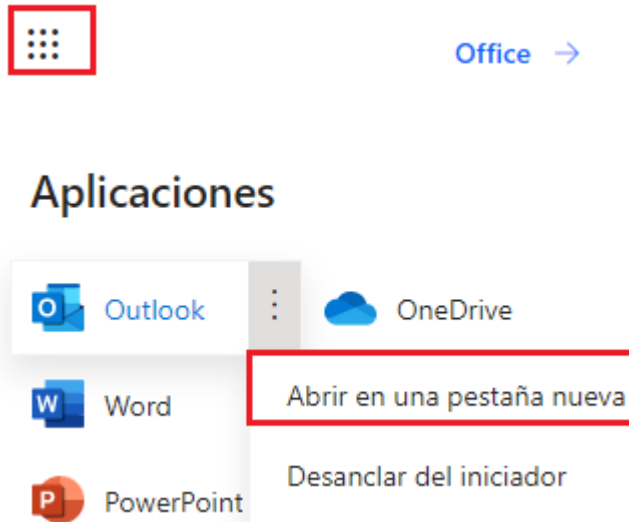 Office →
Aplicaciones
Outlook
OneDrive
Word
Abrir en una pestaña nueva
Desanclar del iniciador
PowerPoint